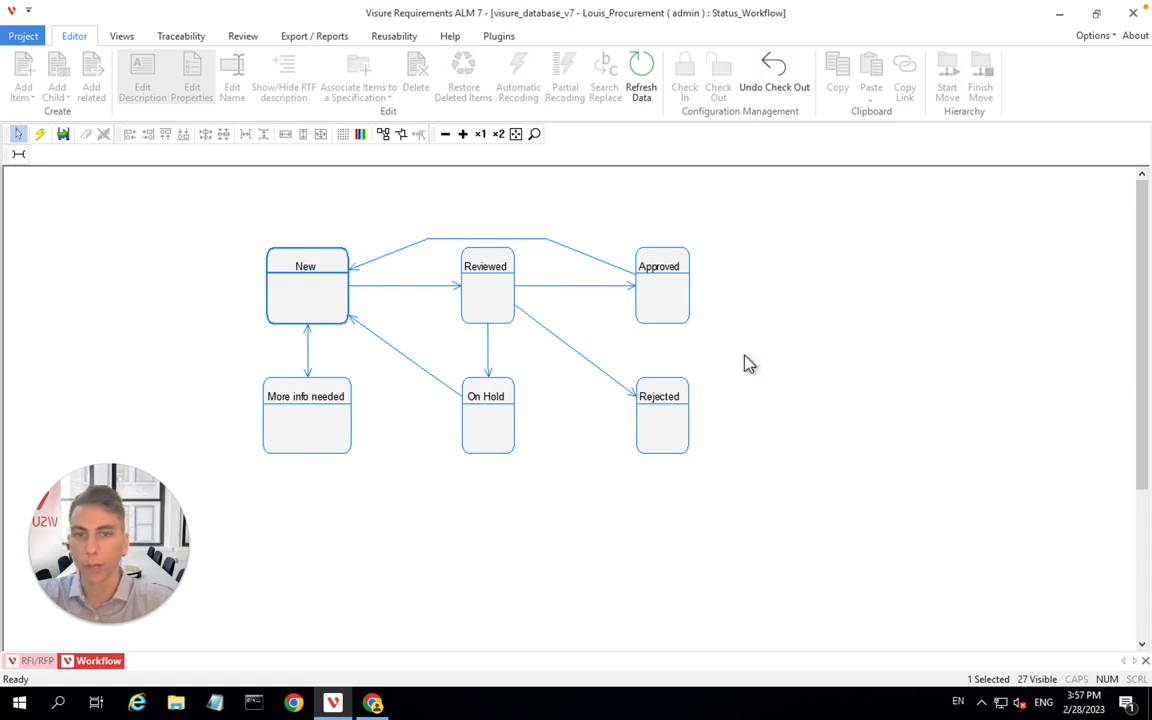 Visure Requirements ALM 7 - [visure_database_v7 - Louis_Procurement ( admin ) : Status_Workflow]
Project Editor Views Traceability Review Export / Reports Reusability Help Plugins Options About
Add Item Add Child Add related Edit Description Edit Properties Edit Name Show/Hide RTF description Associate Items to a Specification Delete Restore Deleted Items Automatic Recoding Partial Recoding Search Replace Refresh Data Check In Check Out Undo Check Out Copy Paste Copy Link Start Move Finish Move
Create Edit Configuration Management Clipboard Hierarchy
×1 ×2
New Reviewed Approved
More info needed On Hold Rejected
VISU
RFI/RFP Workflow
Ready 1 Selected 27 Visible CAPS NUM SCRL
EN ENG 3:57 PM
2/28/2023 1